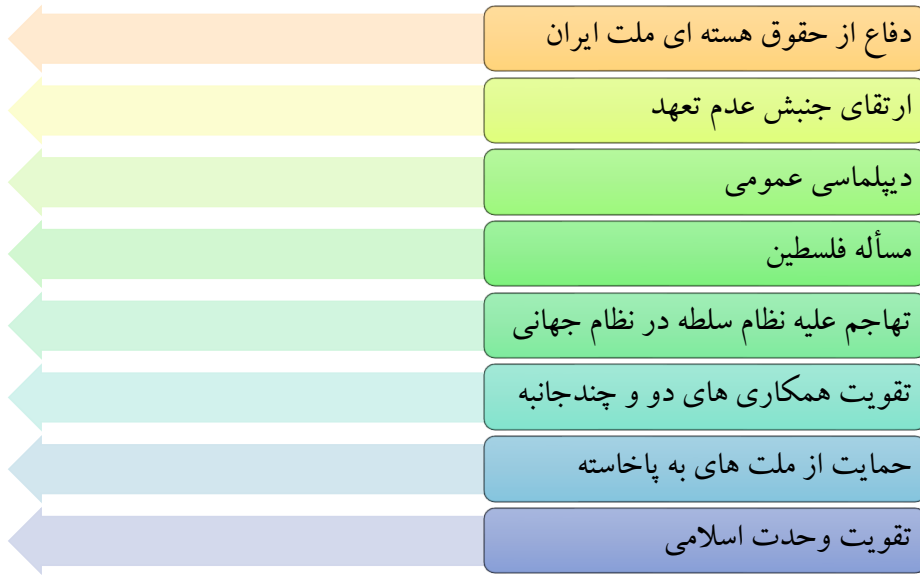 دفاع از حقوق هسته ای ملت ایران
ارتقای جنبش عدم تعهد
دیپلماسی عمومی
مسأله فلسطین
تهاجم علیه نظام سلطه در نظام جهانی
تقویت همکاری های دو و چندجانبه
حمایت از ملت های به پاخاسته
تقویت وحدت اسلامی